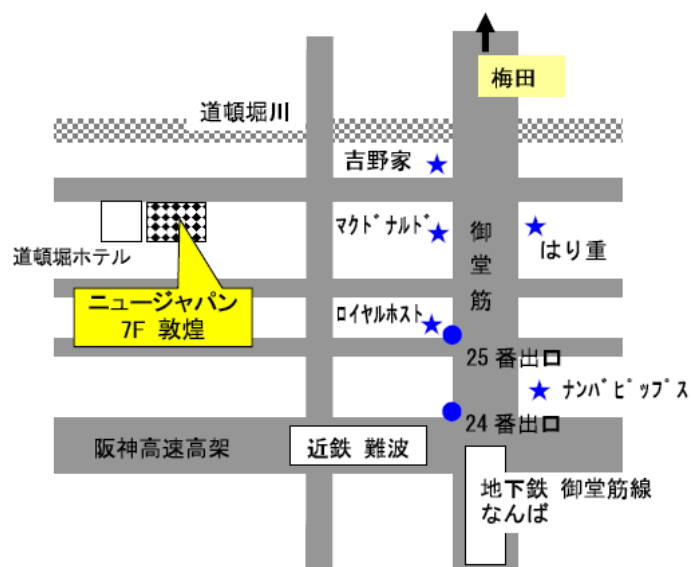 梅田
道頓堀川
吉野家
マクドナルド
御堂筋
はり重
道頓堀ホテル
ニュージャパン
7F 敦煌
ロイヤルホスト
25 番出口
ナンバヒップス
24 番出口
阪神高速高架
近鉄 難波
地下鉄 御堂筋線
なんば